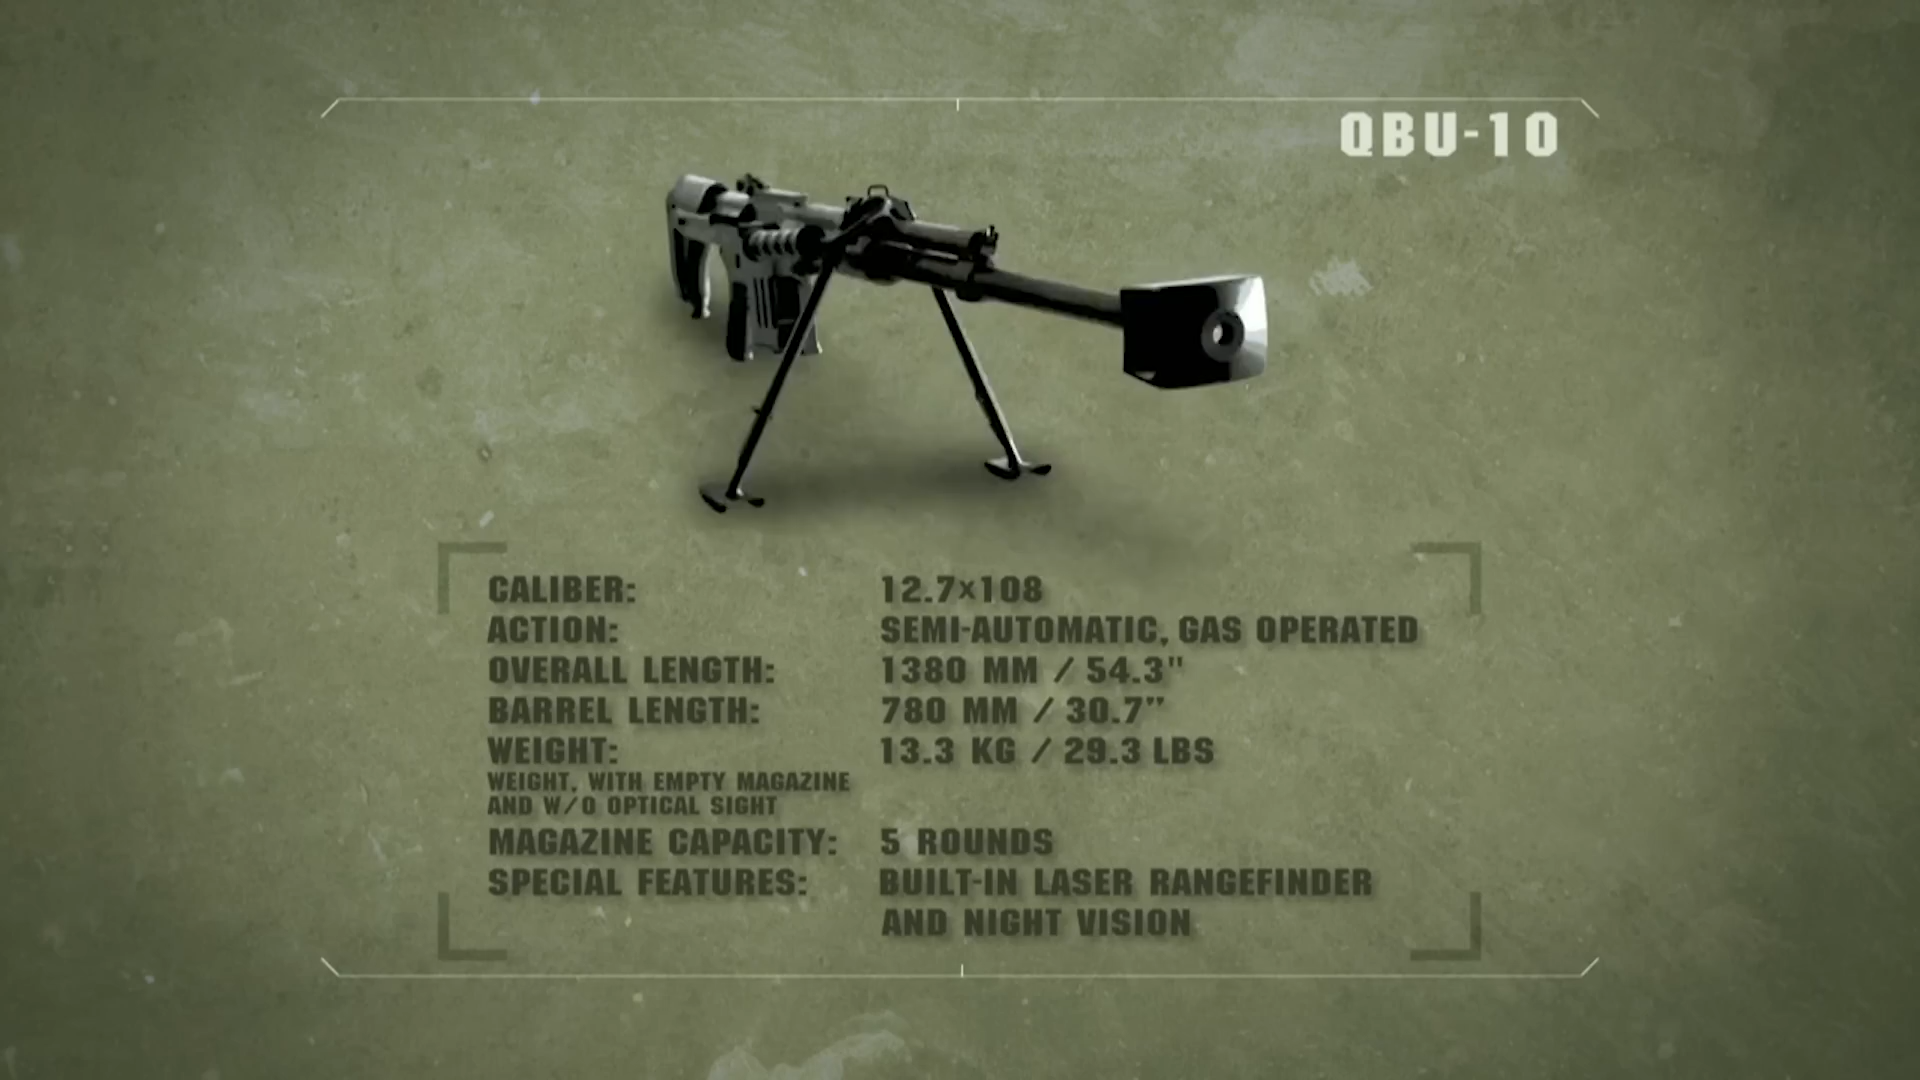 QBU-10
CALIBER: 12.7×108
ACTION: SEMI-AUTOMATIC, GAS OPERATED
OVERALL LENGTH: 1380 MM / 54.3"
BARREL LENGTH: 780 MM / 30.7”
WEIGHT: 13.3 KG / 29.3 LBS
WEIGHT, WITH EMPTY MAGAZINE
AND W/O OPTICAL SIGHT
MAGAZINE CAPACITY: 5 ROUNDS
SPECIAL FEATURES: BUILT-IN LASER RANGEFINDER
AND NIGHT VISION